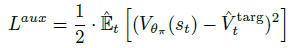 $L^{aux} = \frac{1}{2} \cdot \hat{\mathbb{E}}_t \left[ (V_{\theta_\pi}(s_t) - \hat{V}_t^{\text{targ}})^2 \right]$